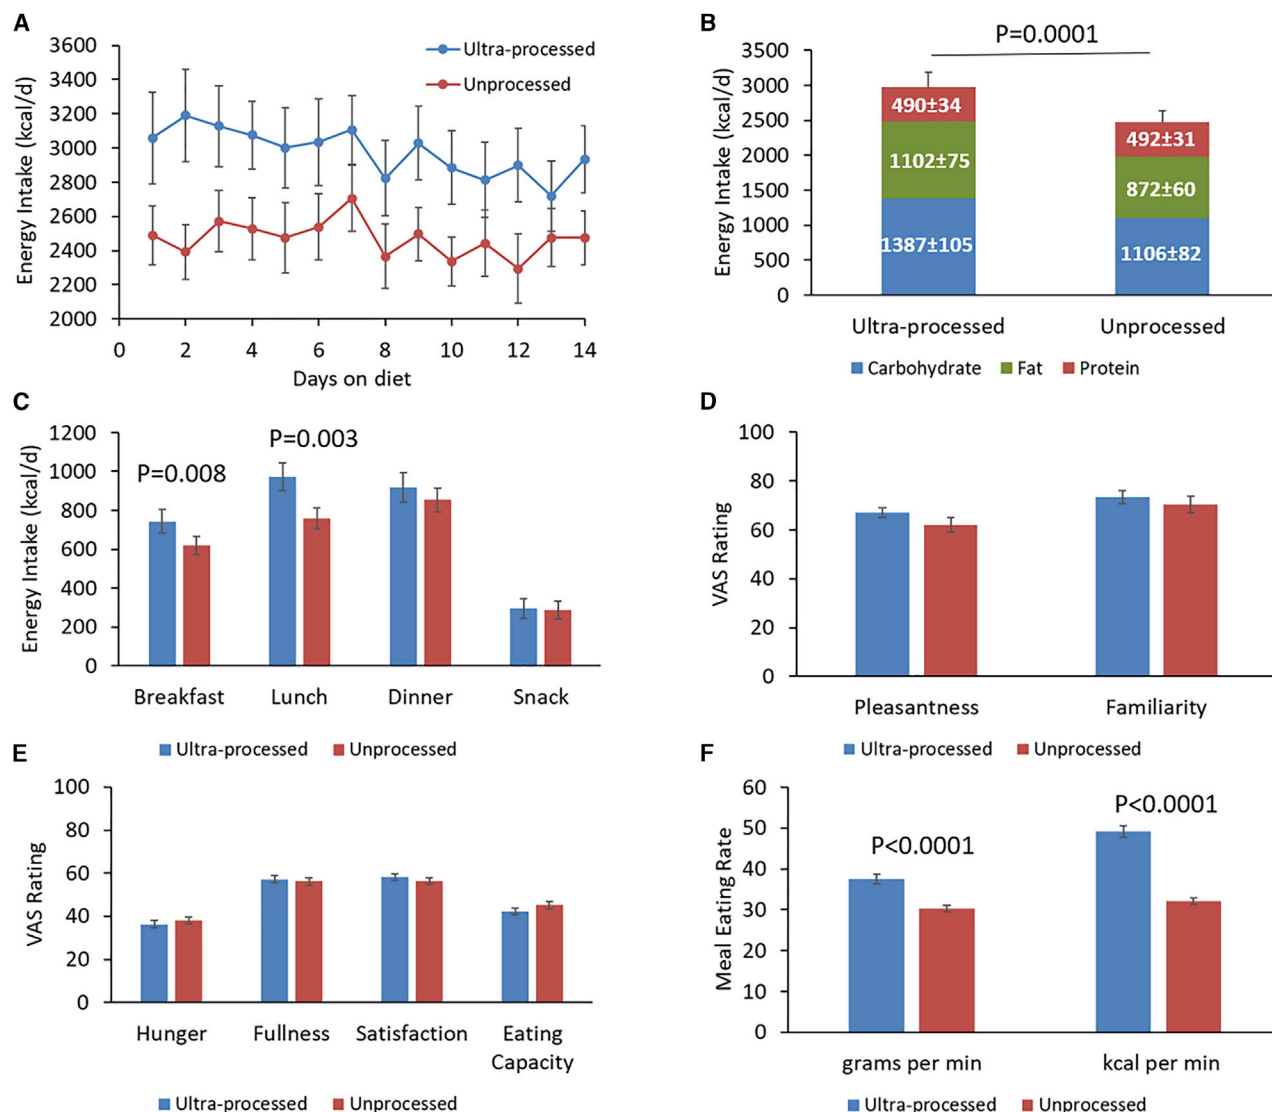 A
3600
3400
3200
3000
2800
2600
2400
2200
2000
Energy Intake (kcal/d)
Ultra-processed
Unprocessed
0 2 4 6 8 10 12 14
Days on diet
B
P=0.0001
3500
3000
2500
2000
1500
1000
500
0
Energy Intake (kcal/d)
490±34
1102±75
1387±105
492±31
872±60
1106±82
Ultra-processed Unprocessed
Carbohydrate Fat Protein
C
1200
1000
800
600
400
200
0
Energy Intake (kcal/d)
P=0.008
P=0.003
Breakfast Lunch Dinner Snack
Ultra-processed Unprocessed
D
100
80
60
40
20
0
VAS Rating
Pleasantness Familiarity
Ultra-processed Unprocessed
E
100
80
60
40
20
0
VAS Rating
Hunger Fullness Satisfaction Eating
Capacity
Ultra-processed Unprocessed
F
60
50
40
30
20
10
0
Meal Eating Rate
P<0.0001
P<0.0001
grams per min kcal per min
Ultra-processed Unprocessed